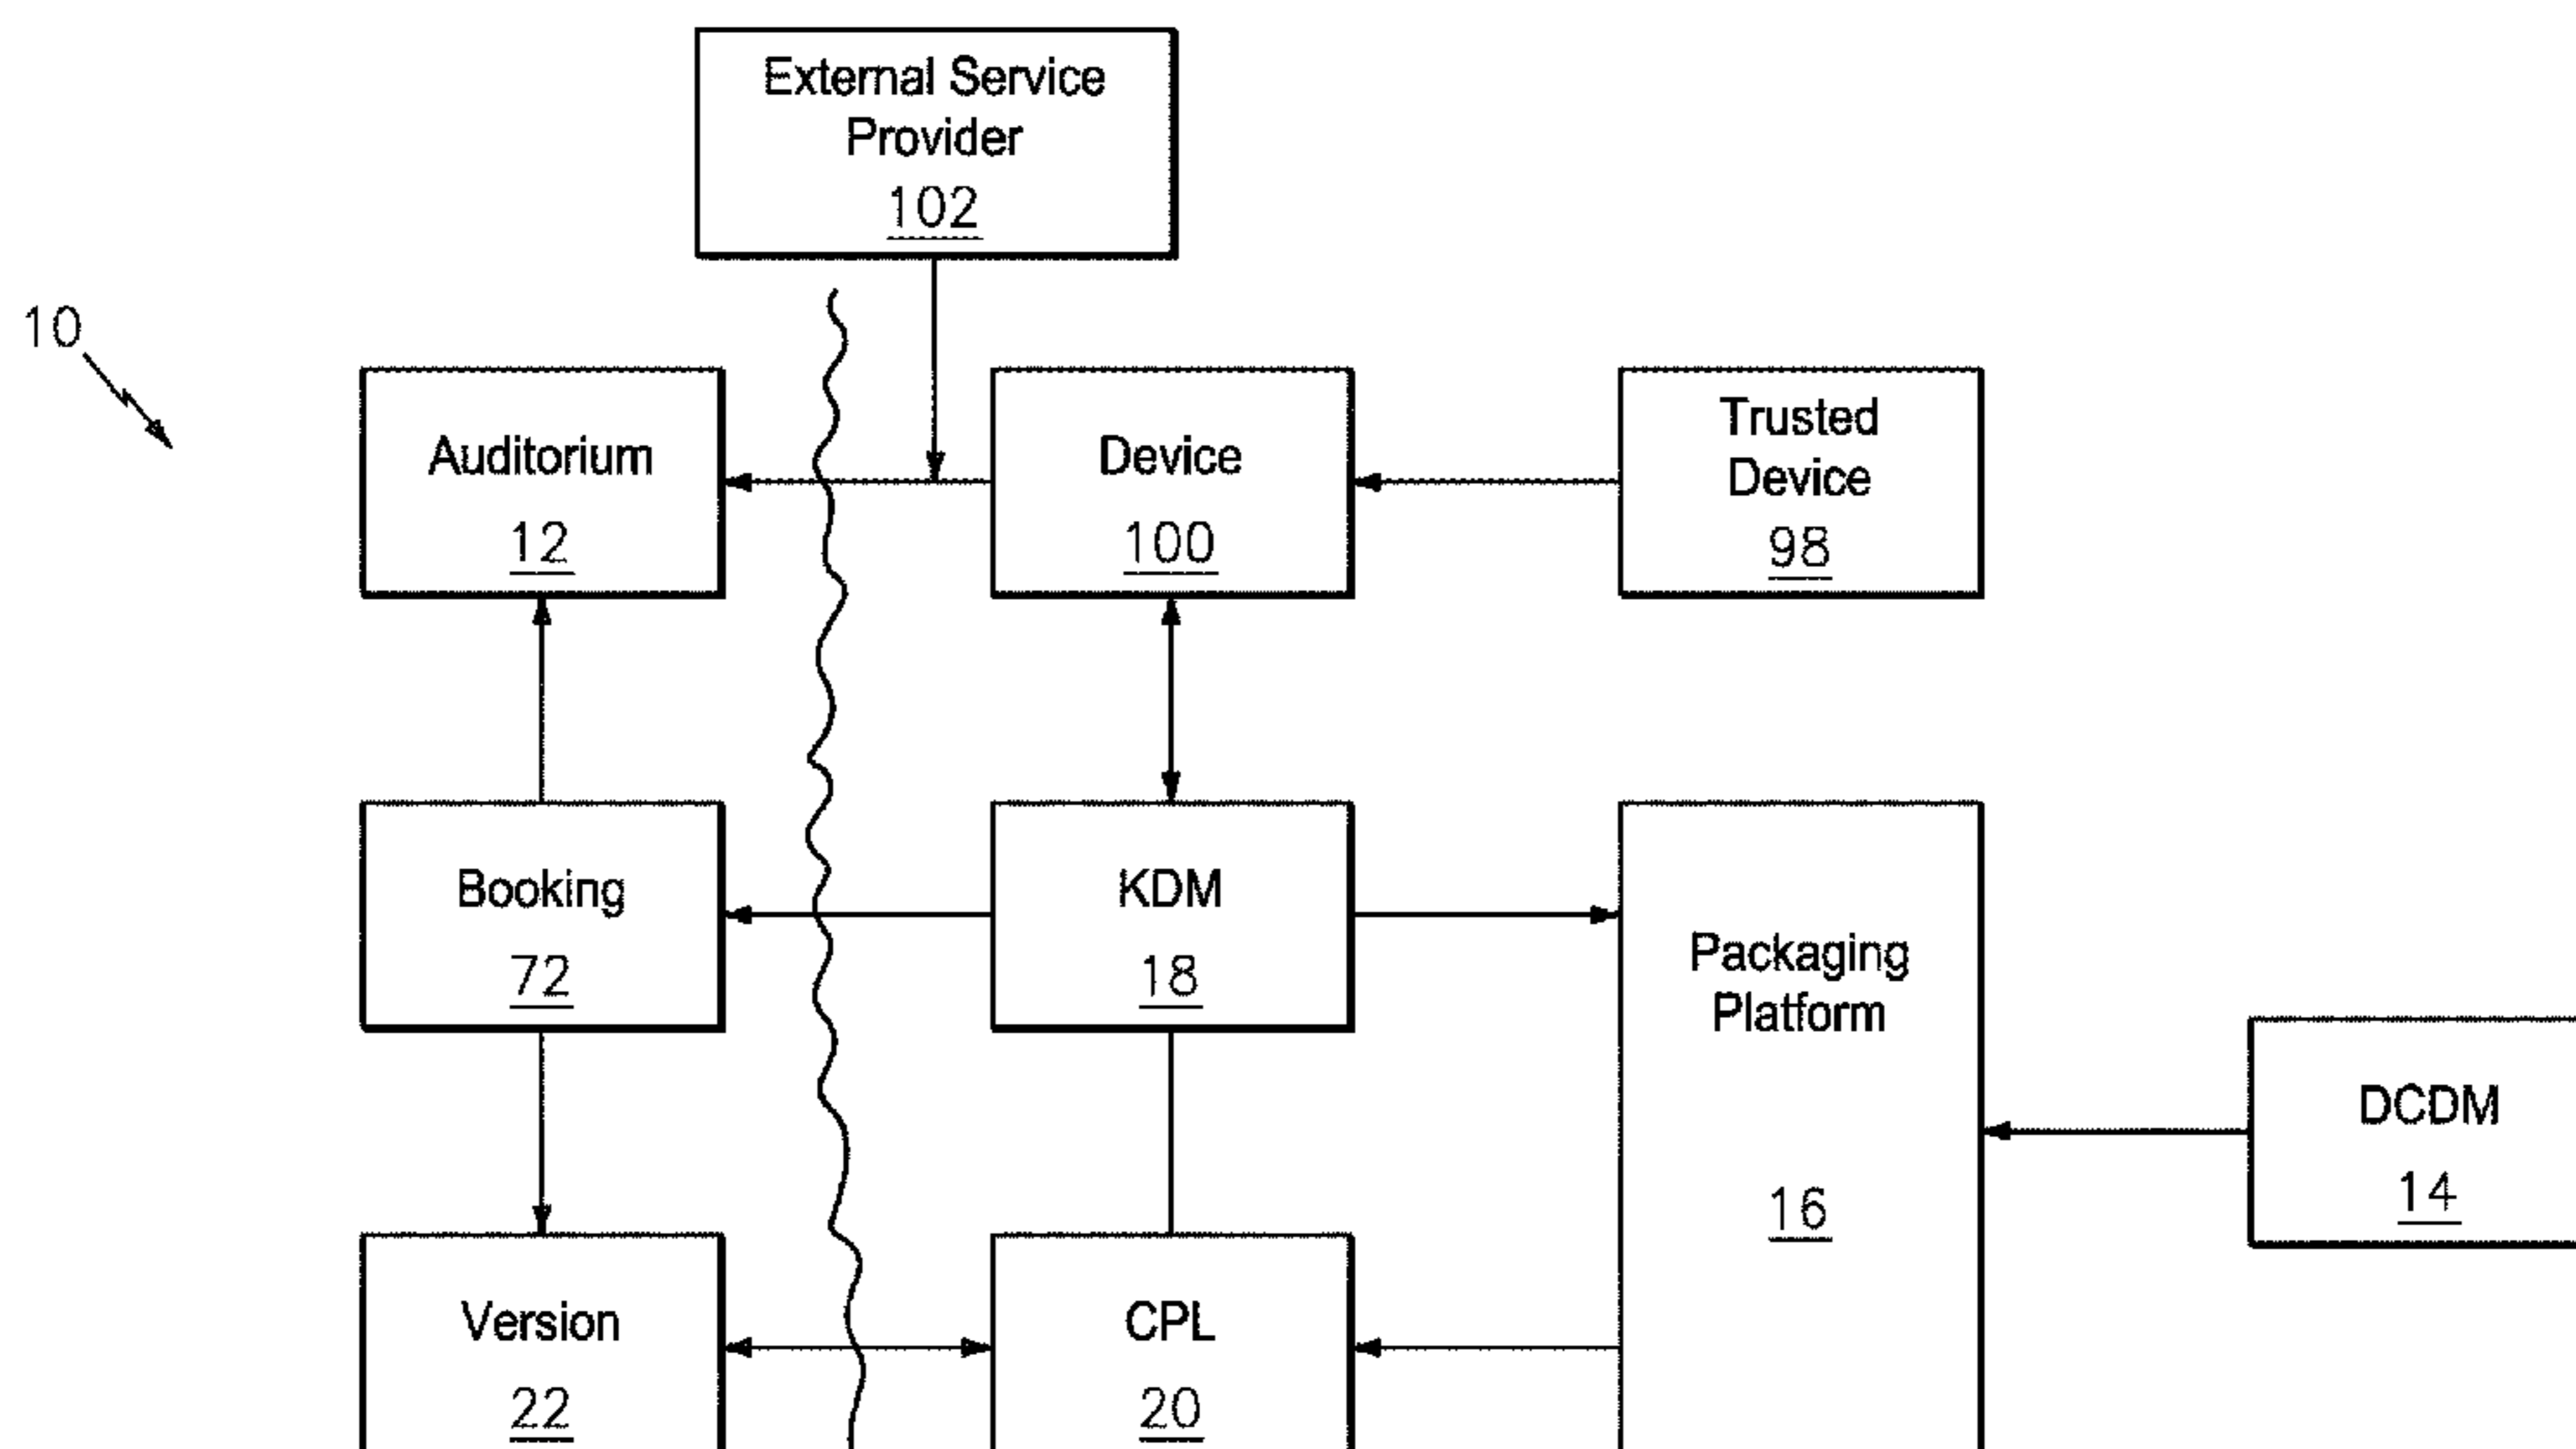 External Service
Provider
102
10
Auditorium
12
Device
100
Trusted
Device
98
Booking
72
KDM
18
Packaging
Platform
16
DCDM
14
Version
22
CPL
20